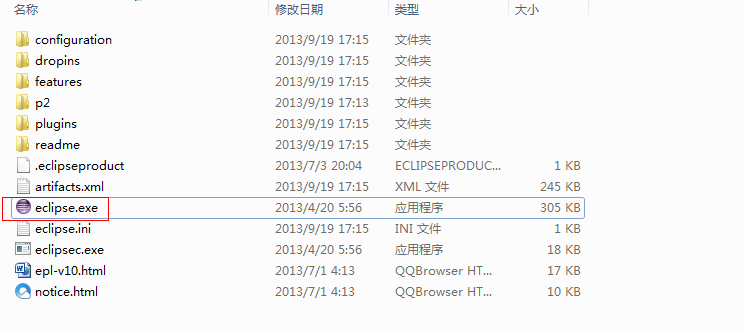 名称 修改日期 类型 大小
configuration 2013/9/19 17:15 文件夹
dropins 2013/9/19 17:15 文件夹
features 2013/9/19 17:15 文件夹
p2 2013/9/19 17:13 文件夹
plugins 2013/9/19 17:15 文件夹
readme 2013/9/19 17:15 文件夹
.eclipseproduct 2013/7/3 20:04 ECLIPSEPRODUC... 1 KB
artifacts.xml 2013/9/19 17:15 XML 文件 245 KB
eclipse.exe 2013/4/20 5:56 应用程序 305 KB
eclipse.ini 2013/9/19 17:15 INI 文件 1 KB
eclipsec.exe 2013/4/20 5:56 应用程序 18 KB
epl-v10.html 2013/7/1 4:13 QQBrowser HT... 17 KB
notice.html 2013/7/1 4:13 QQBrowser HT... 10 KB